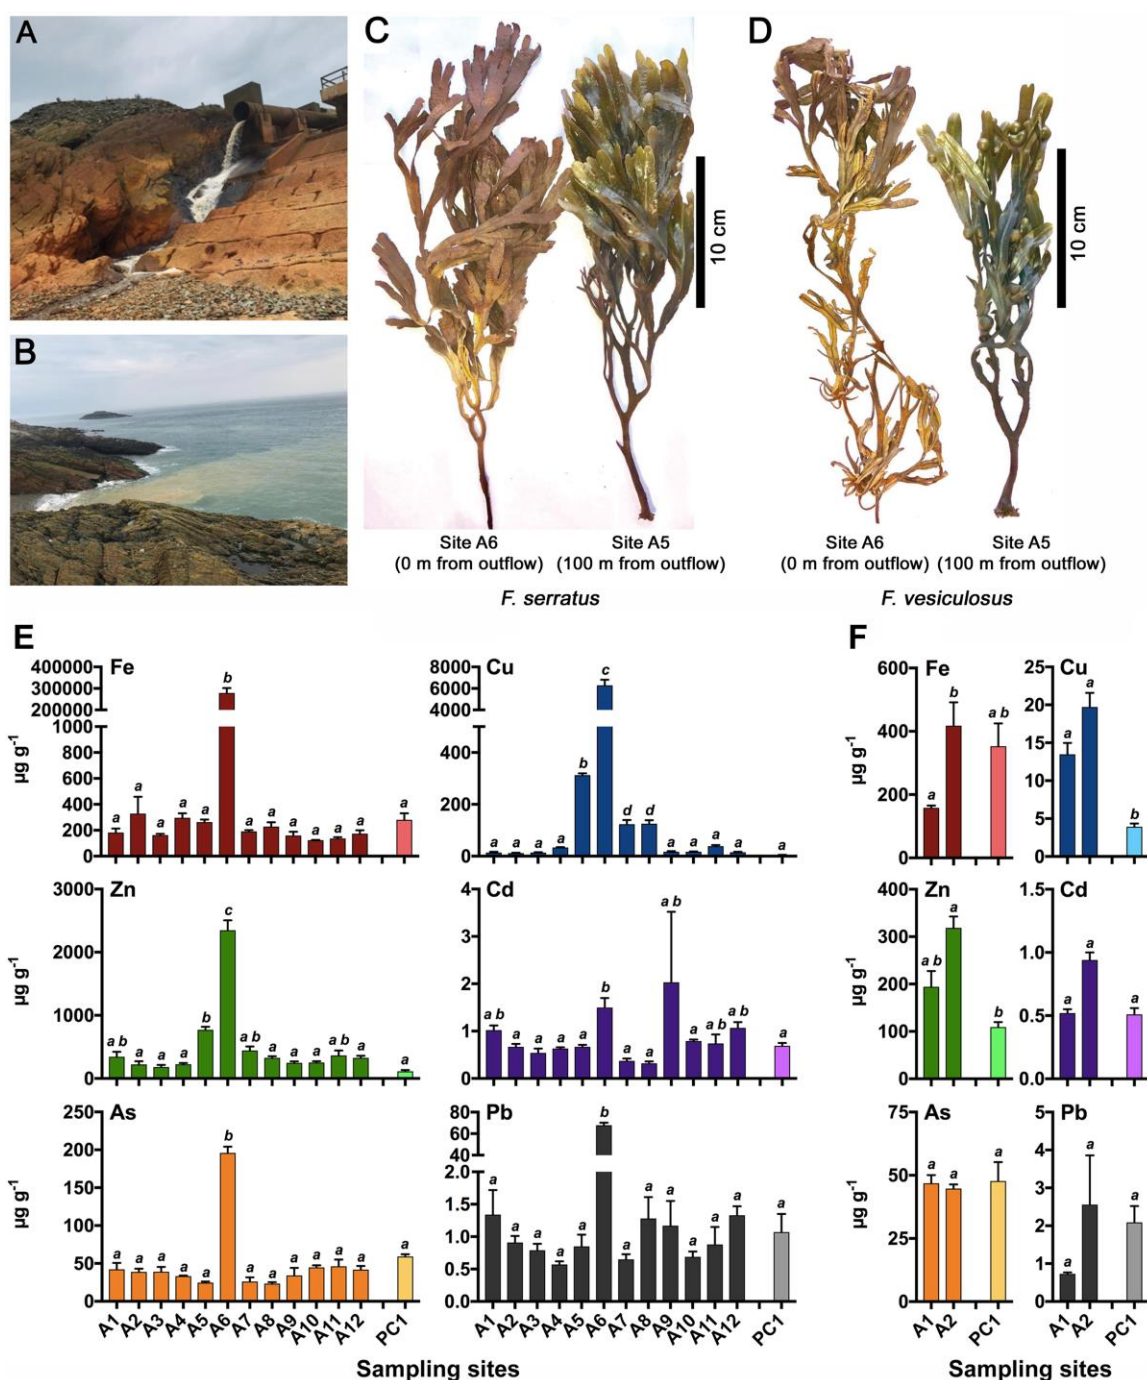 A
B
C
D
10 cm
10 cm
Site A6
(0 m from outflow)
Site A5
(100 m from outflow)
Site A6
(0 m from outflow)
Site A5
(100 m from outflow)
F. serratus
F. vesiculosus
E
Fe
400000
300000
200000
1000
800
600
400
200
0
µg g-1
a a a a a b a a a a a a a
Cu
8000
6000
4000
400
200
0
a a a a b c d d a a a a a
Zn
3000
2000
1000
0
µg g-1
a b a a a b c a b a a a a b a a
Cd
4
3
2
1
0
a b a a a a b a a a b a a b a b a
As
250
200
150
100
50
0
µg g-1
a a a a a b a a a a a a a
Pb
80
60
40
2.0
1.5
1.0
0.5
0.0
a a a a a b a a a a a a a
A1 A2 A3 A4 A5 A6 A7 A8 A9 A10 A11 A12 PC1
A1 A2 A3 A4 A5 A6 A7 A8 A9 A10 A11 A12 PC1
Sampling sites
F
Fe
600
400
200
0
µg g-1
a b a b
Cu
25
20
15
10
5
0
a a b
Zn
400
300
200
100
0
µg g-1
a b a b
Cd
1.5
1.0
0.5
0.0
a a a
As
75
50
25
0
µg g-1
a a a
Pb
5
4
3
2
1
0
a a a
A1 A2 PC1
A1 A2 PC1
Sampling sites